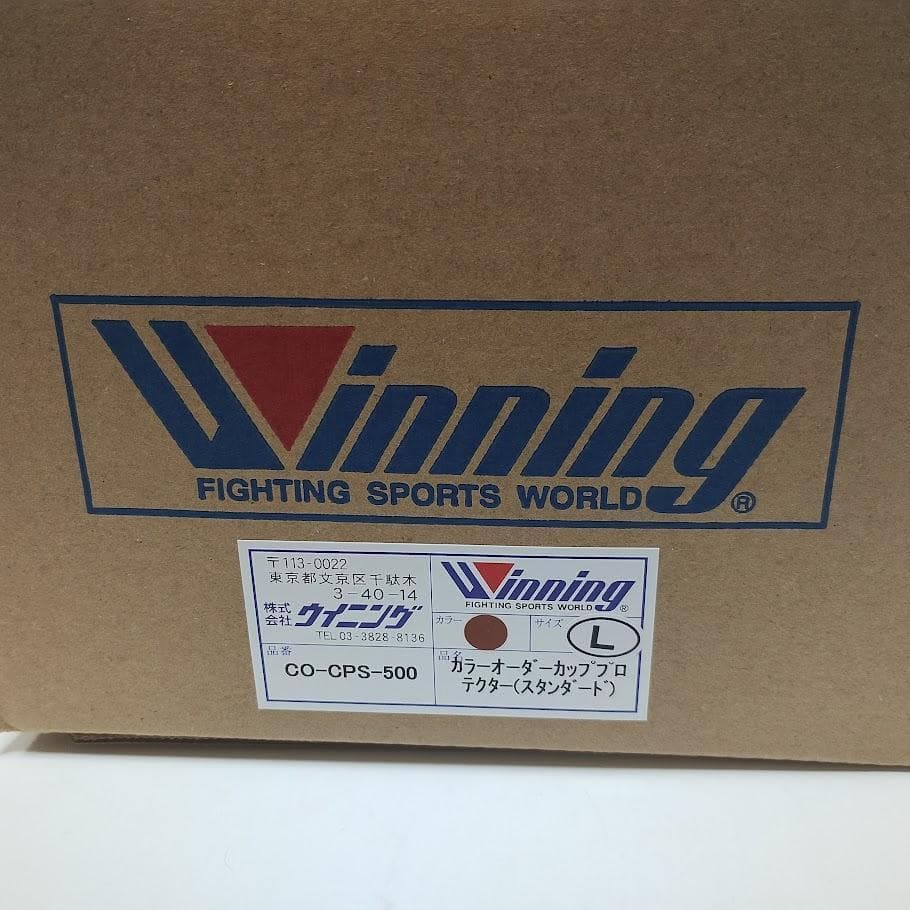 Winning®
FIGHTING SPORTS WORLD
〒113-0022
東京都文京区千駄木
3-40-14
株式会社 ウイニング
TEL 03-3828-8136
品番
CO-CPS-500
Winning®
FIGHTING SPORTS WORLD
カラー
サイズ
L
品名
カラーオーダーカッププロ
テクター(スタンダード)